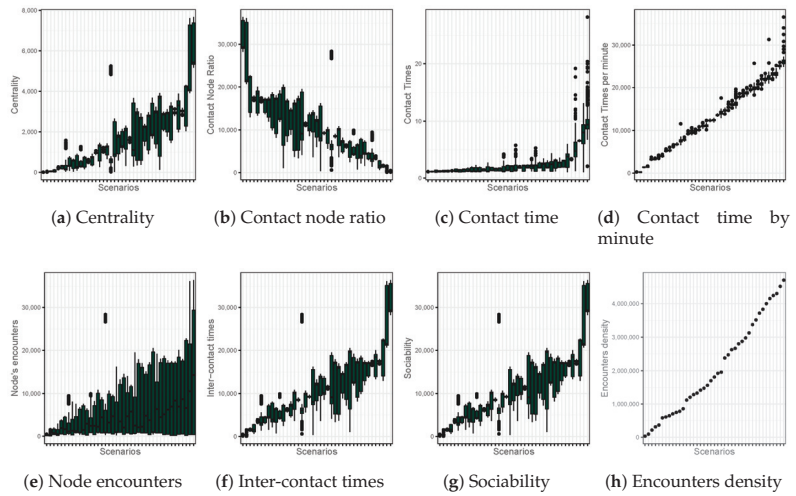 8,000
6,000
4,000
2,000
0
Centrality
Scenarios
30,000
20,000
10,000
0
Contact Node Ratio
Scenarios
20
10
0
Contact Times
Scenarios
30,000
20,000
10,000
0
Contact Times per minute
Scenarios
(a) Centrality
(b) Contact node ratio
(c) Contact time
(d) Contact time by
minute
30,000
20,000
10,000
0
Node's encounters
Scenarios
30,000
20,000
10,000
0
Inter-contact times
Scenarios
30,000
20,000
10,000
0
Sociability
Scenarios
4,000,000
3,000,000
2,000,000
1,000,000
0
Encounters density
Scenarios
(e) Node encounters
(f) Inter-contact times
(g) Sociability
(h) Encounters density